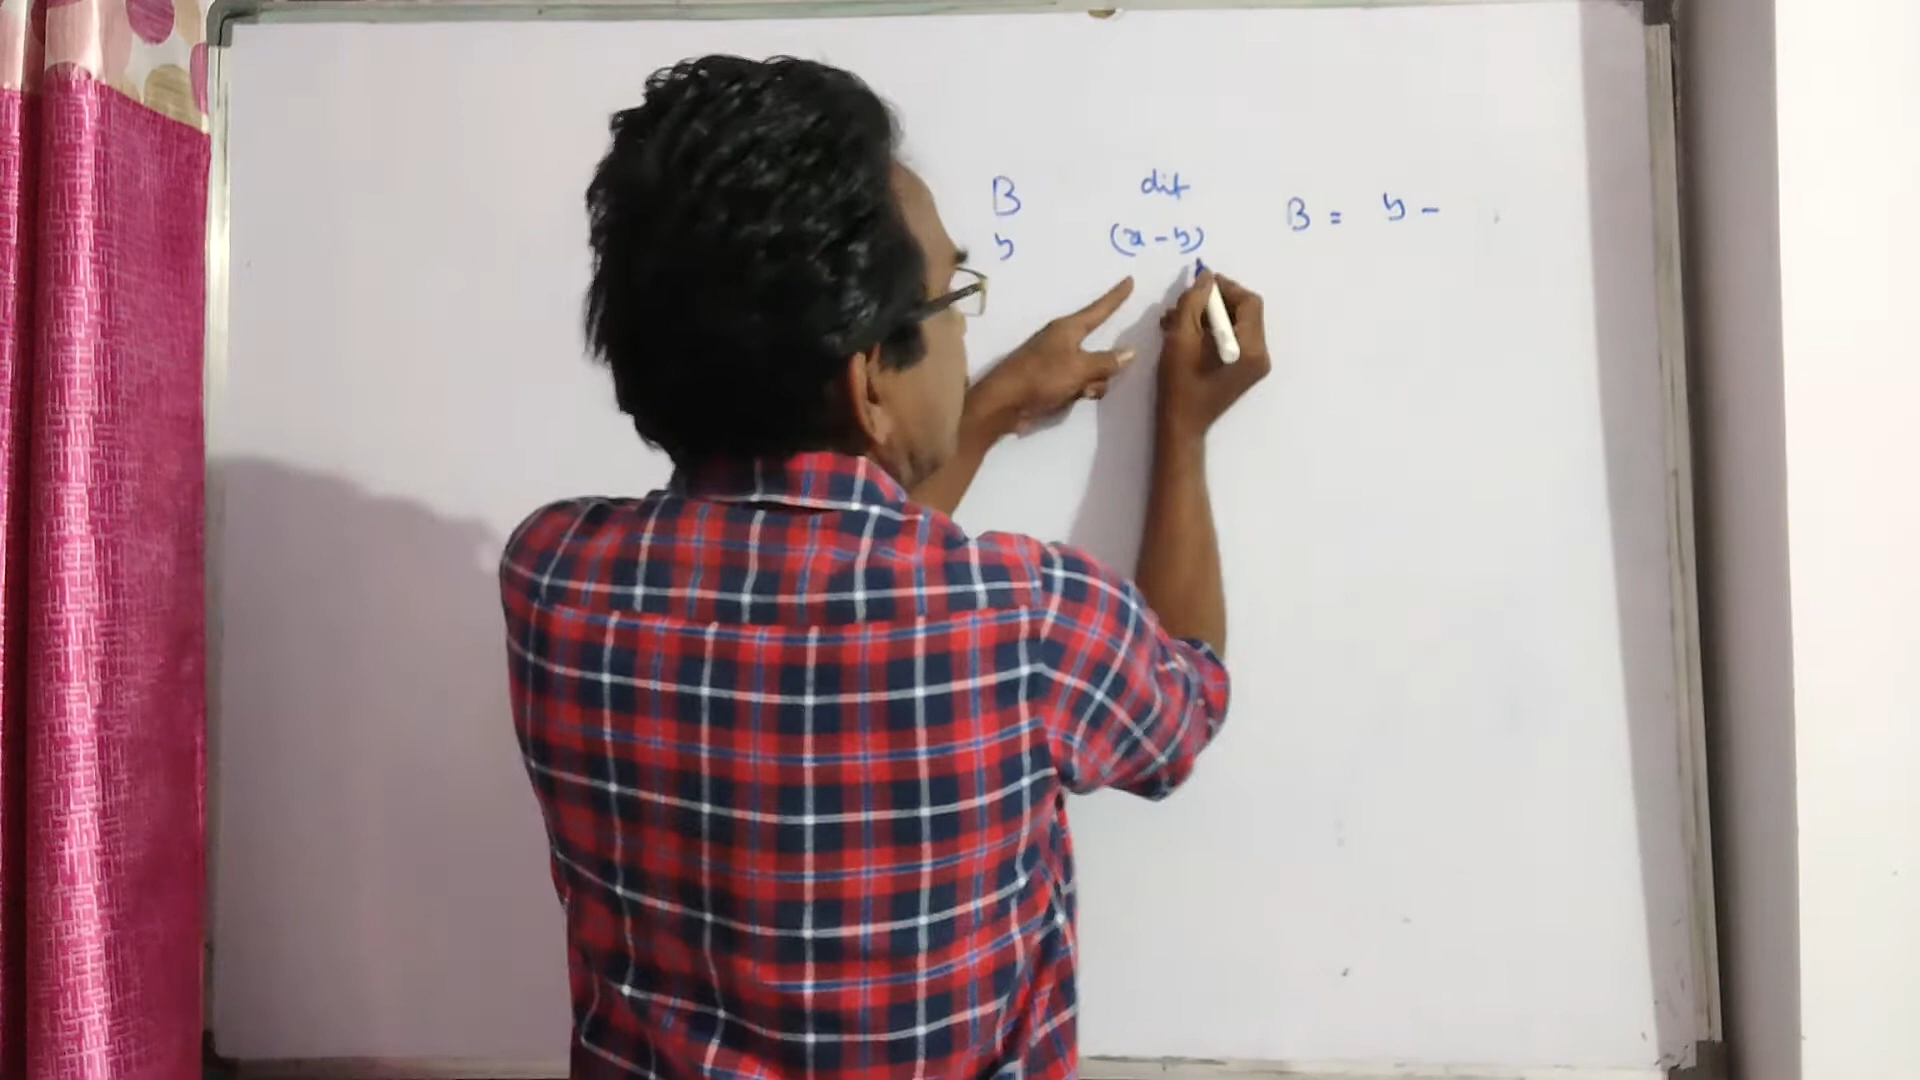 B dif
y (x-y) B = y -